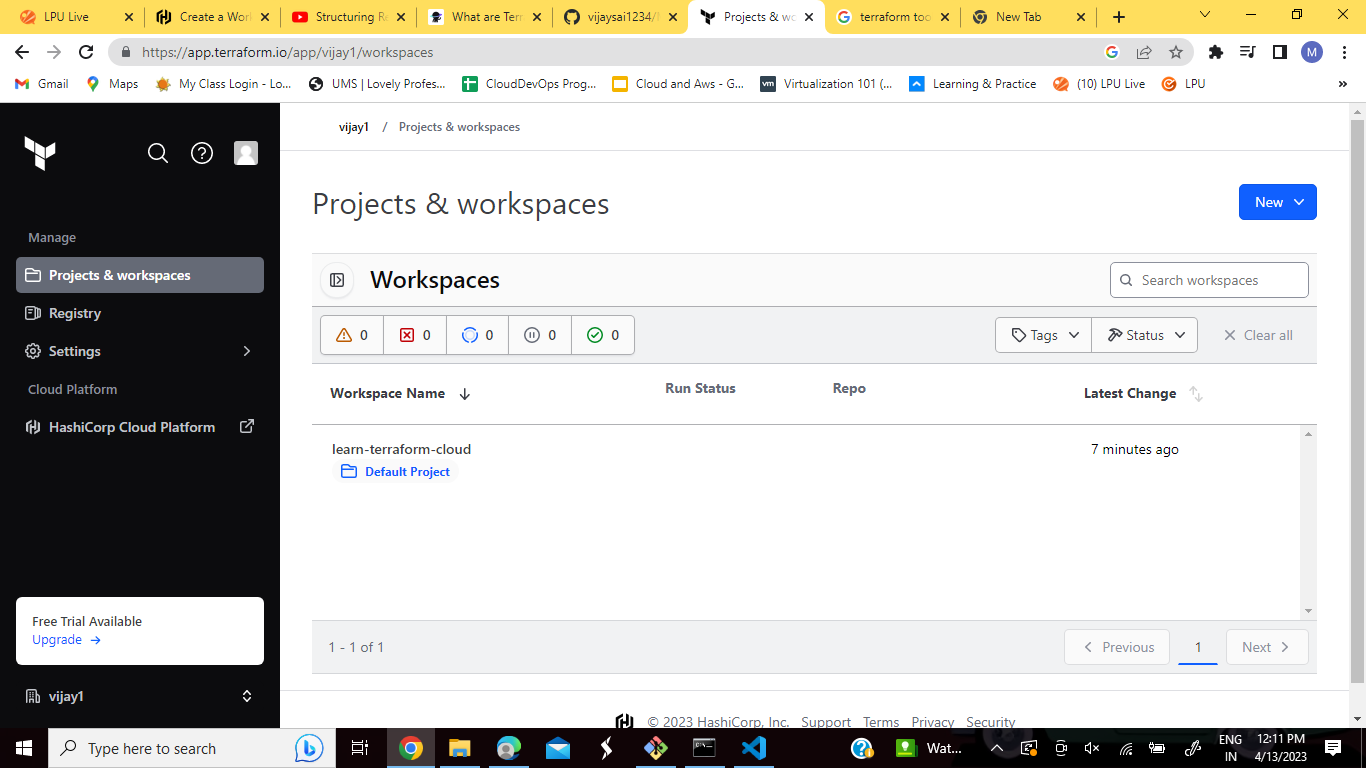 LPU Live
Create a Wor
Structuring Re
What are Terr
vijaysai1234/
Projects & wo
terraform too
New Tab
https://app.terraform.io/app/vijay1/workspaces
M
Gmail
Maps
My Class Login - Lo...
UMS | Lovely Profes...
CloudDevOps Prog...
Cloud and Aws - G...
vm
Virtualization 101 (...
Learning & Practice
(10) LPU Live
LPU
»
vijay1 / Projects & workspaces
Projects & workspaces
New
Manage
Projects & workspaces
Registry
Settings
Cloud Platform
HashiCorp Cloud Platform
Free Trial Available
Upgrade →
vijay1
Workspaces
Search workspaces
0 0 0 0 0
Tags
Status
Clear all
Workspace Name
Run Status
Repo
Latest Change
learn-terraform-cloud
7 minutes ago
Default Project
1 - 1 of 1
Previous
1
Next
© 2023 HashiCorp, Inc. Support Terms Privacy Security
Type here to search
Wat...
ENG
IN
12:11 PM
4/13/2023